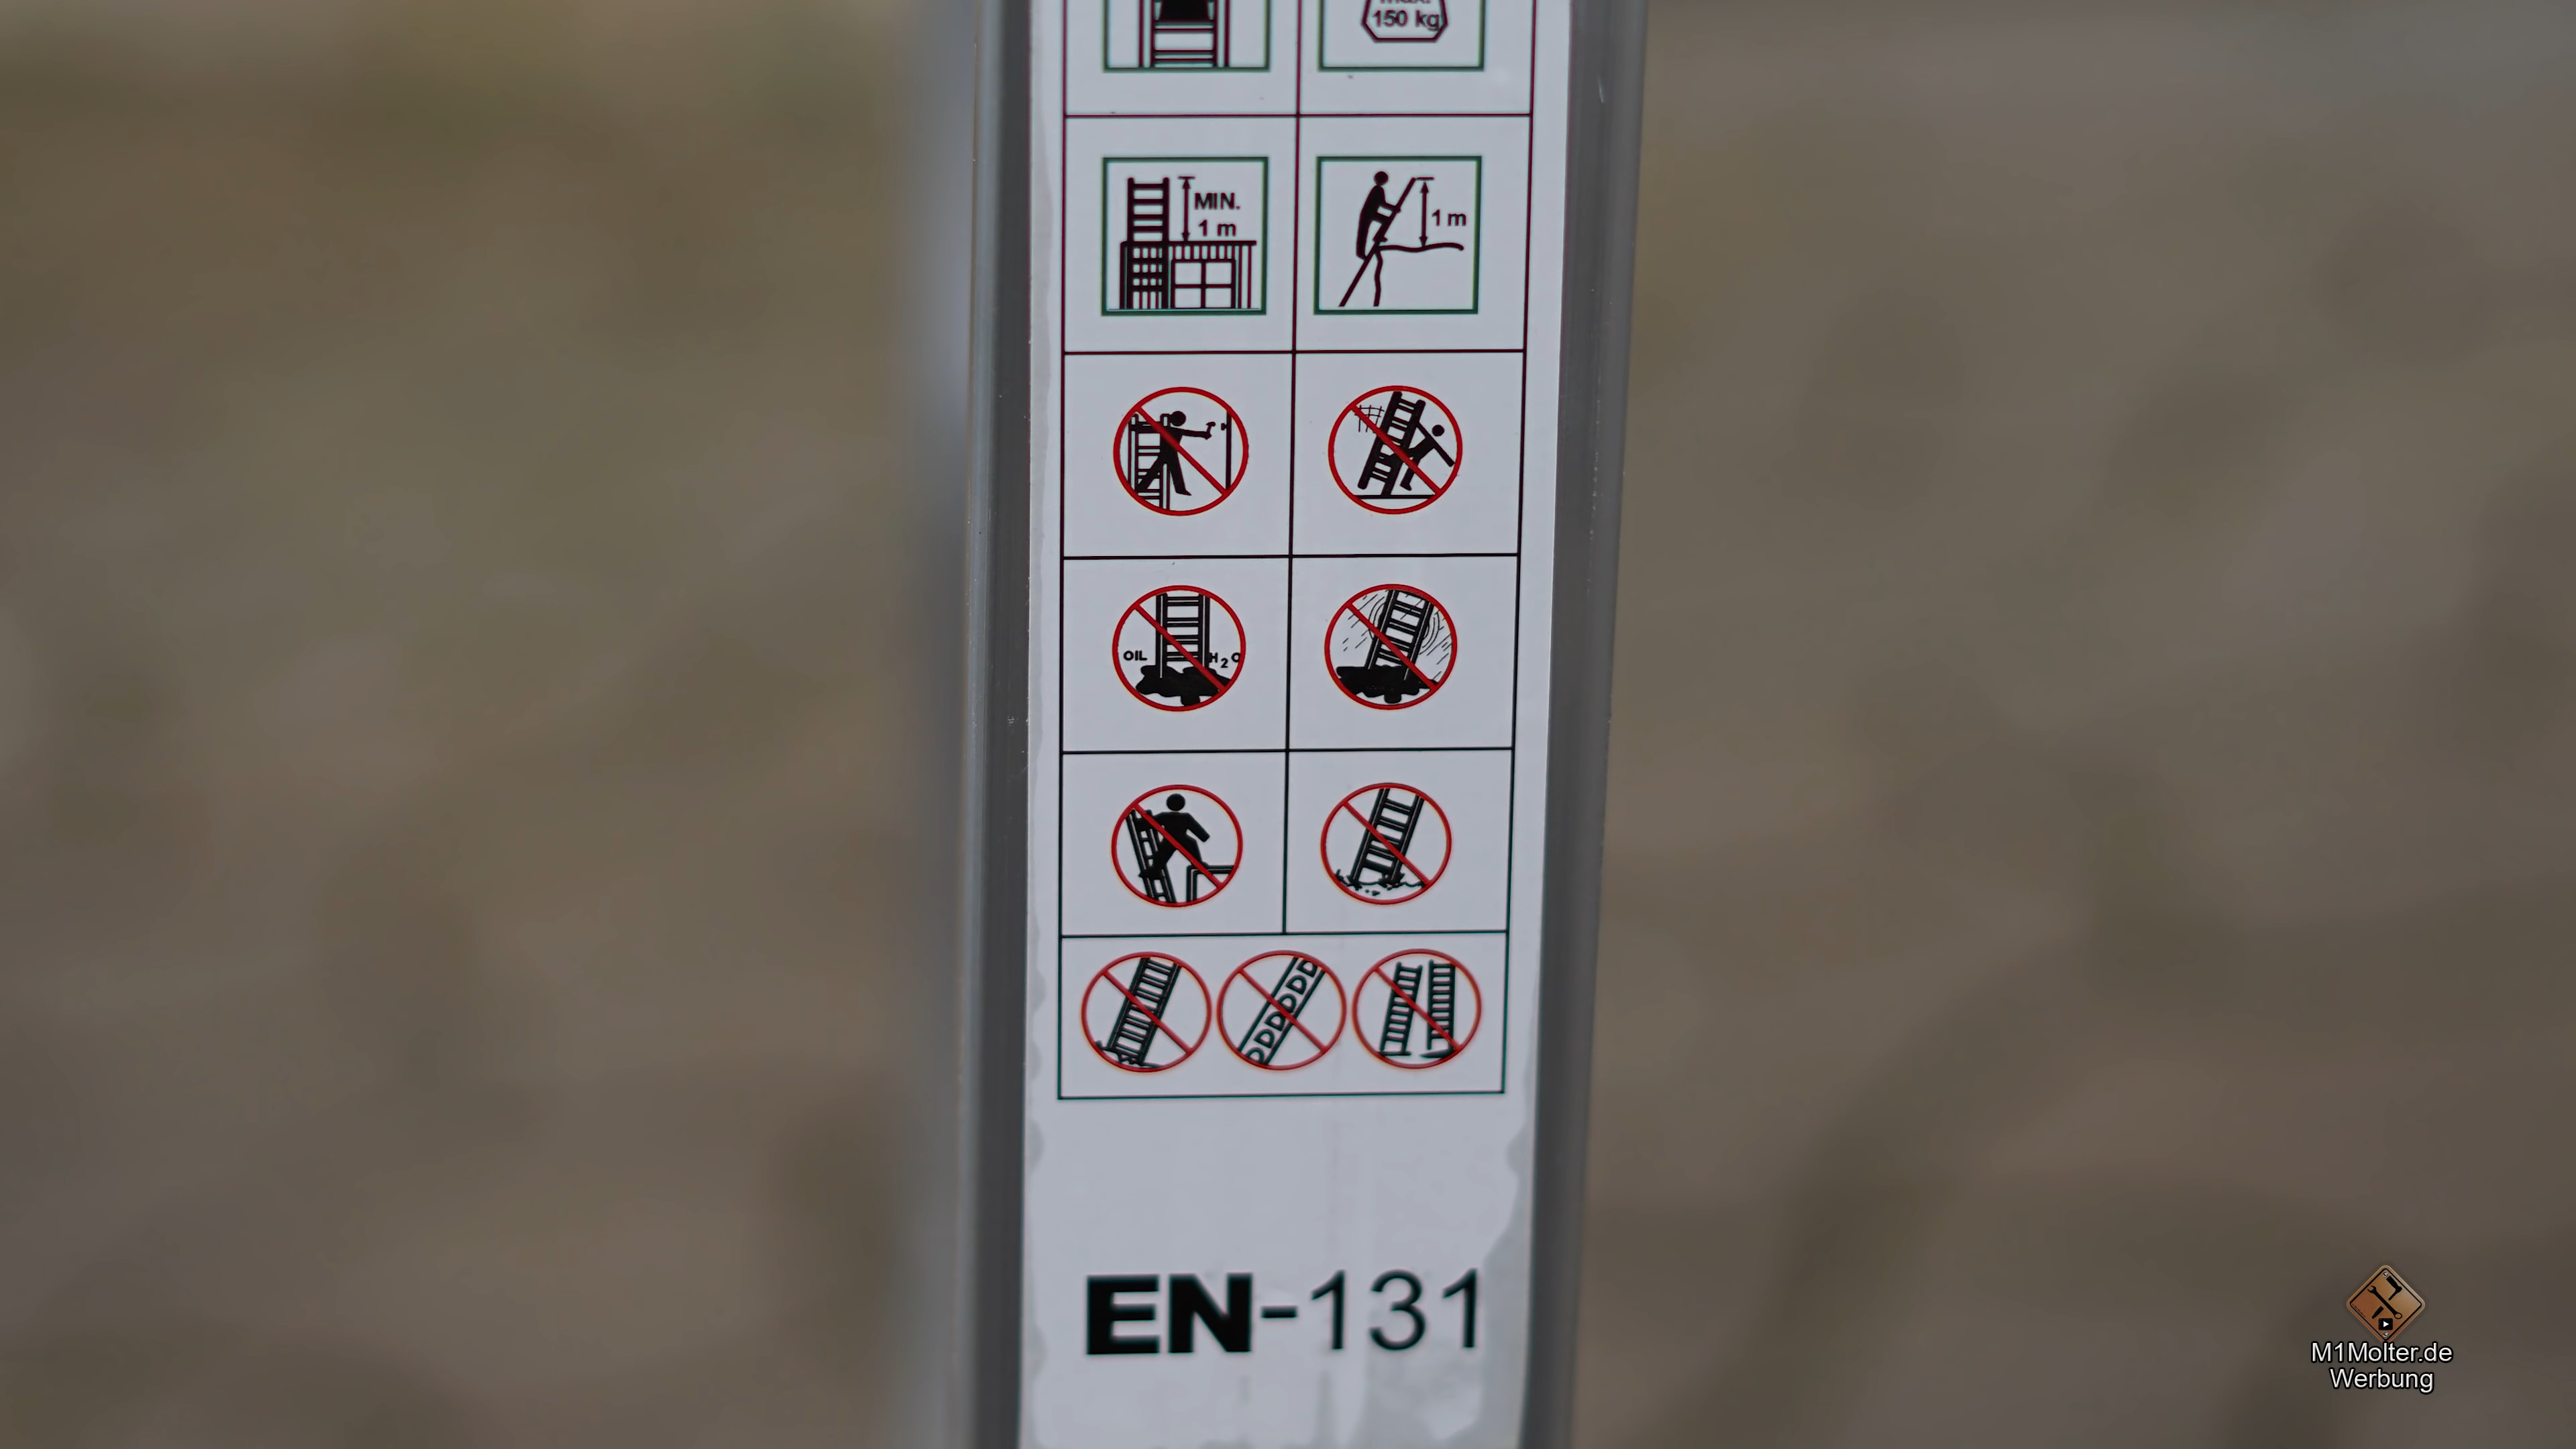 150 kg
MIN.
1 m
1 m
OIL
H2O
EN-131
M1Molter.de
Werbung